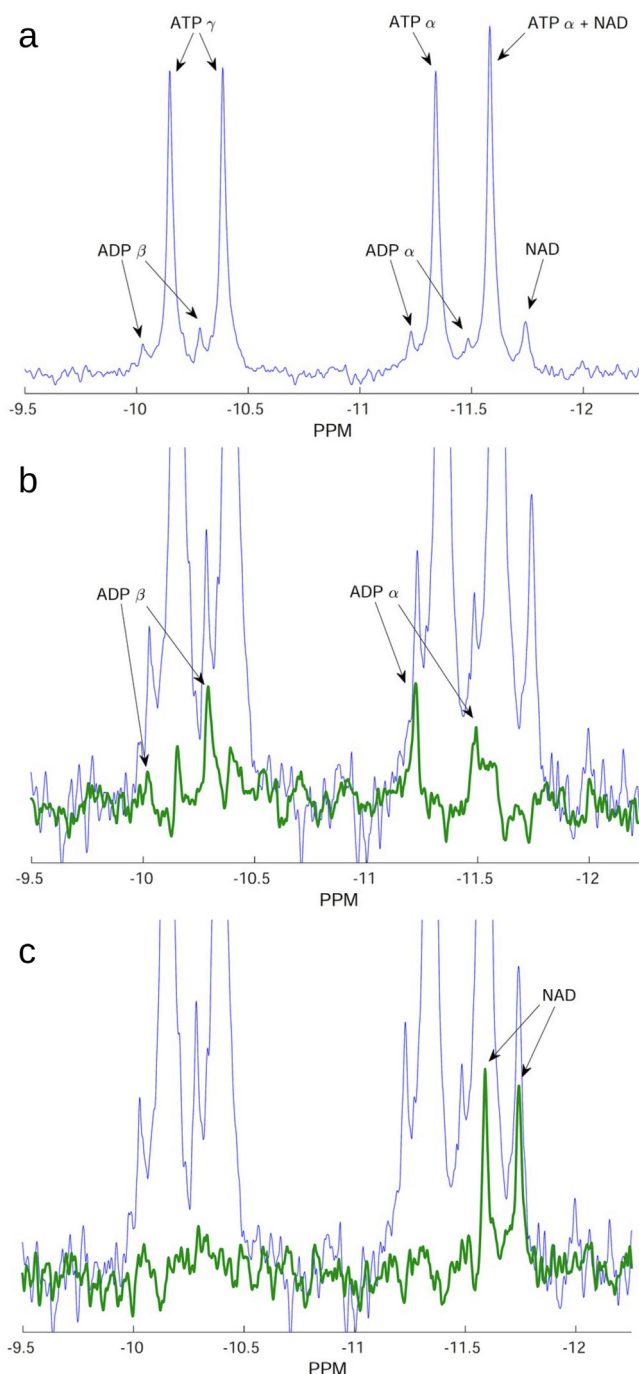 a
ATP γ ATP α ATP α + NAD
ADP β ADP α NAD
-9.5 -10 -10.5 -11 -11.5 -12
PPM
b
ADP β ADP α
-9.5 -10 -10.5 -11 -11.5 -12
PPM
c
NAD
-9.5 -10 -10.5 -11 -11.5 -12
PPM